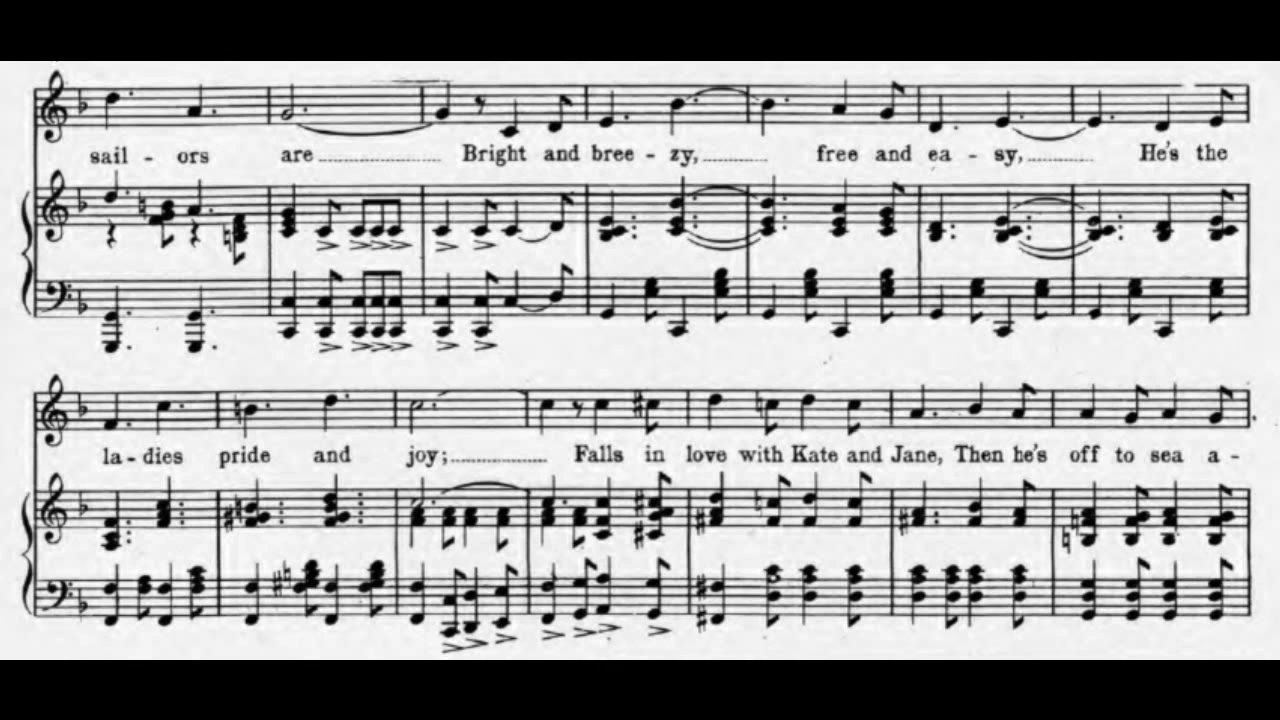 sail - ors are............ Bright and bree - zy,............ free and ea - sy,............ He's the
la - dies pride and joy;............ Falls in love with Kate and Jane, Then he's off to sea a -